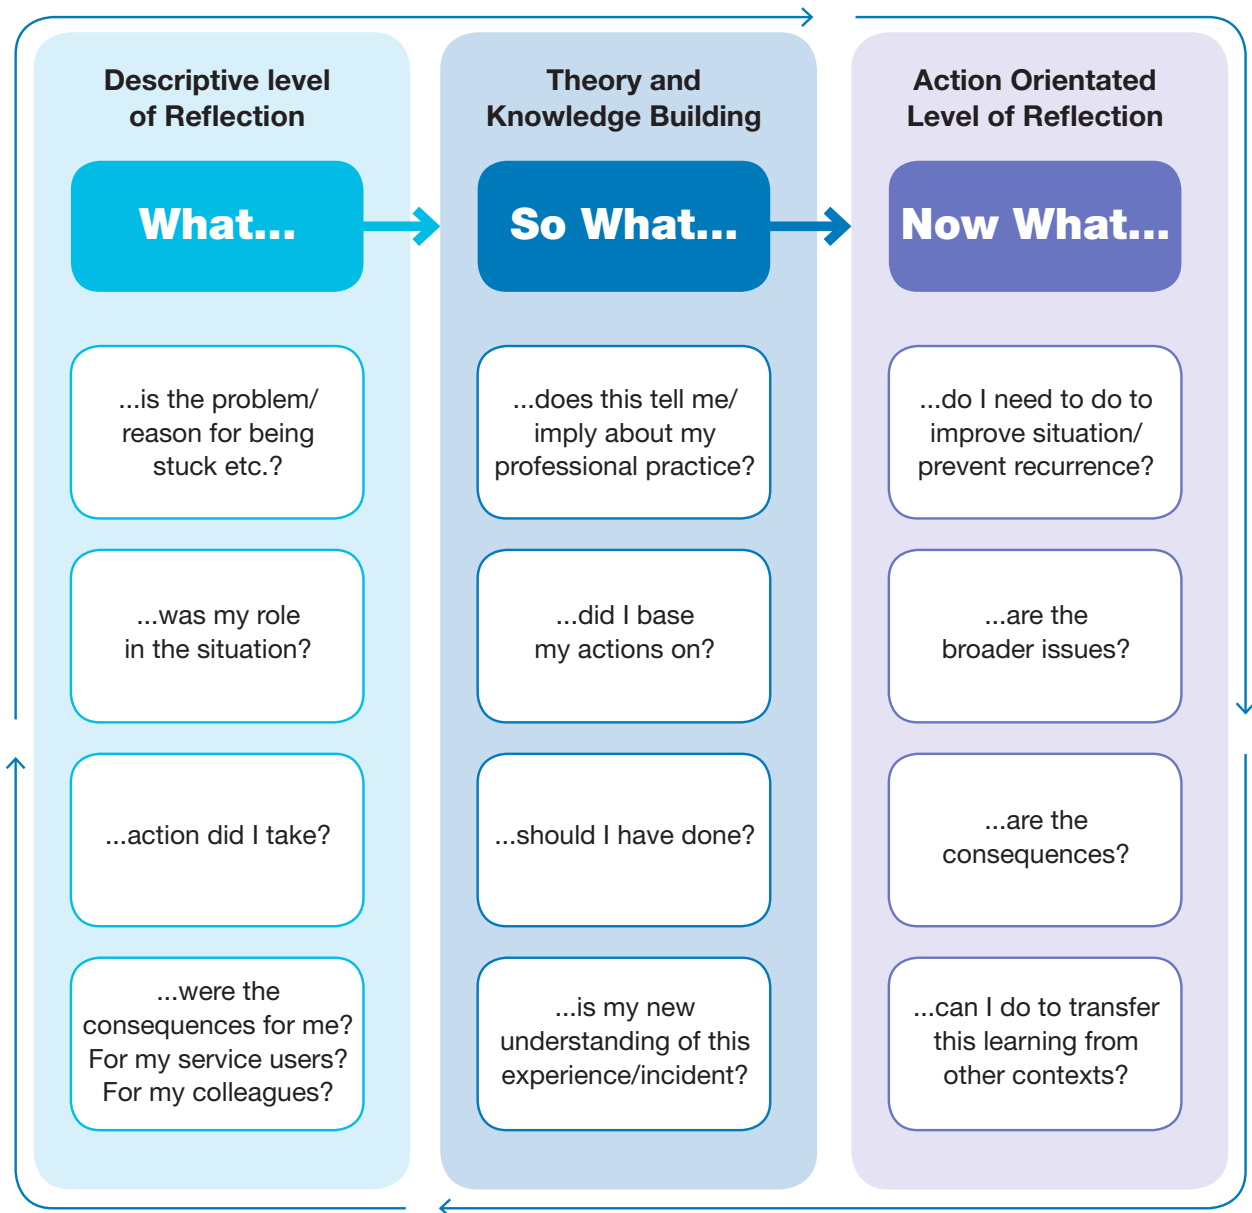 Descriptive level
of Reflection
What...
...is the problem/
reason for being
stuck etc.?
...was my role
in the situation?
...action did I take?
...were the
consequences for me?
For my service users?
For my colleagues?
Theory and
Knowledge Building
So What...
...does this tell me/
imply about my
professional practice?
...did I base
my actions on?
...should I have done?
...is my new
understanding of this
experience/incident?
Action Orientated
Level of Reflection
Now What...
...do I need to do to
improve situation/
prevent recurrence?
...are the
broader issues?
...are the
consequences?
...can I do to transfer
this learning from
other contexts?